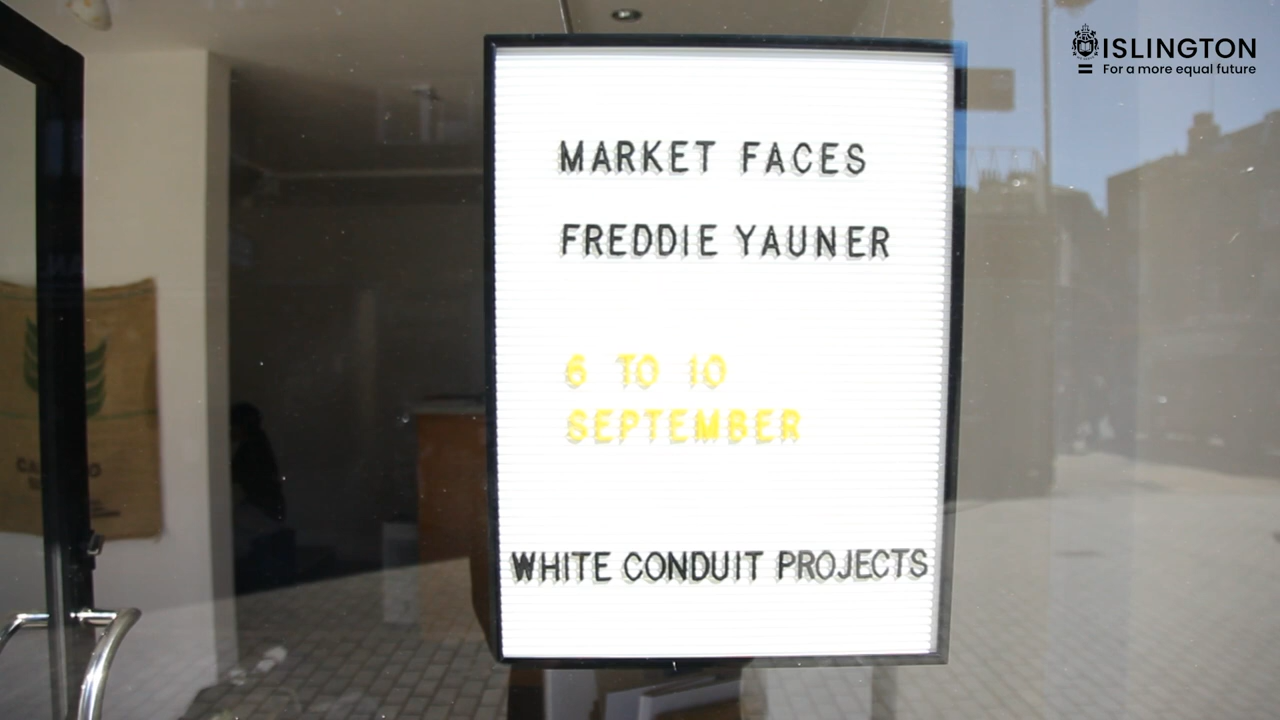 ISLINGTON
For a more equal future
MARKET FACES
FREDDIE YAUNER
6 TO 10
SEPTEMBER
WHITE CONDUIT PROJECTS